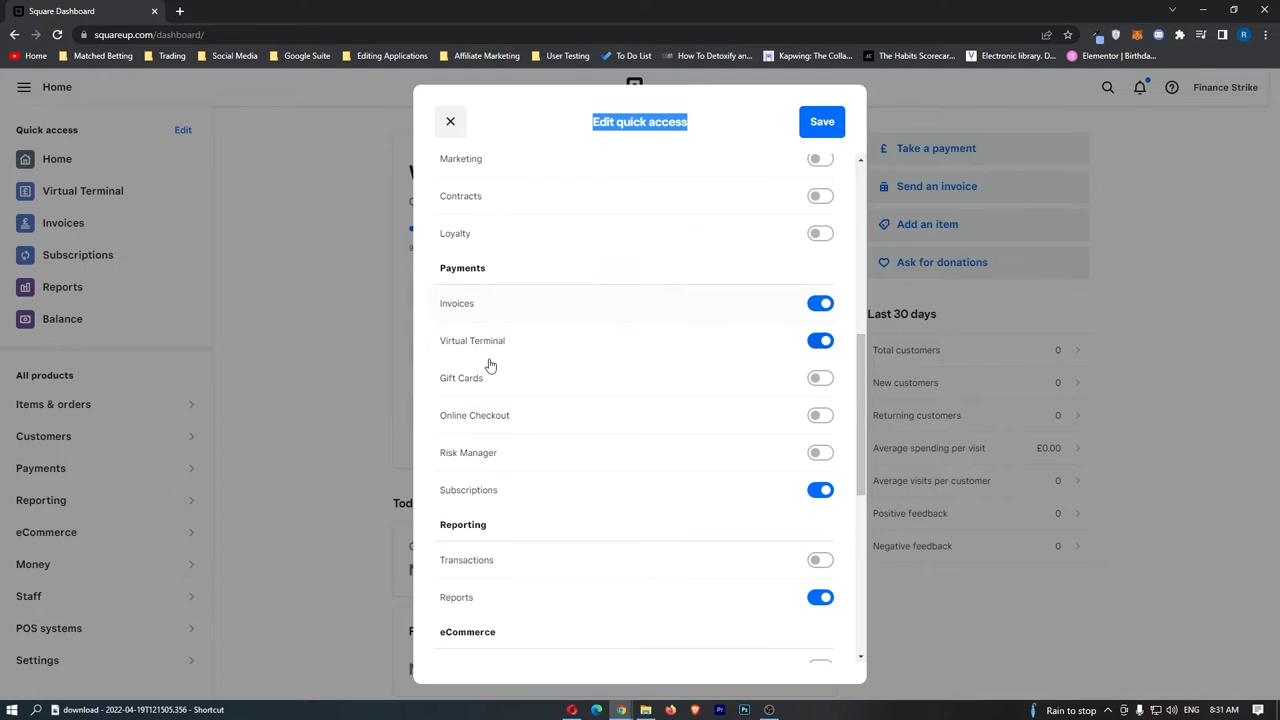 Square Dashboard
squareup.com/dashboard/
Home
Trading
Social Media
Google Suite
Editing Applications
Affiliate Marketing
User Testing
To Do List
How To Detoxify an...
Kapwing: The Colla...
The Habits Scorecar...
Electronic library. D...
Elementor | Birthda...
Home
Finance Strike
Quick access
Edit
Home
Virtual Terminal
Invoices
Subscriptions
Reports
Balance
All products
Items & orders
Customers
Payments
Reporting
eCommerce
Money
Staff
POS systems
Settings
Edit quick access
Save
Marketing
Contracts
Loyalty
Payments
Invoices
Virtual Terminal
Gift Cards
Online Checkout
Risk Manager
Subscriptions
Reporting
Transactions
Reports
eCommerce
Take a payment
Send an invoice
Add an item
Ask for donations
Last 30 days
Total customers 0
New customers 0
Returning customers 0
Average spending per visit £0.00
Average visits per customer 0
Positive feedback 0
Negative feedback 0
download - 2022-04-19T121505.356 - Shortcut
Rain to stop
8:31 AM